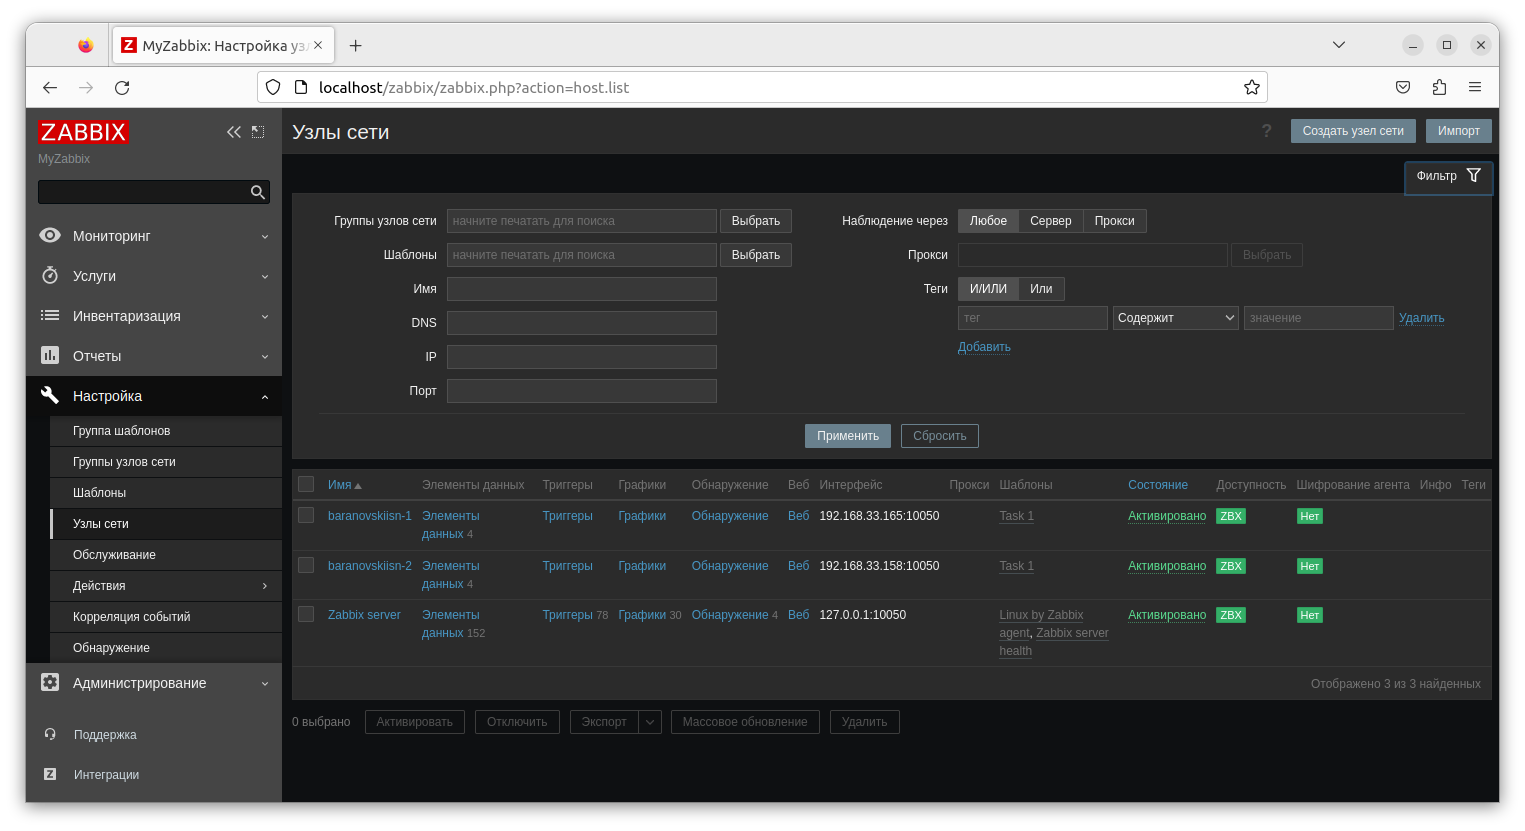 MyZabbix: Настройка уз
localhost/zabbix/zabbix.php?action=host.list
ZABBIX
MyZabbix
Мониторинг
Услуги
Инвентаризация
Отчеты
Настройка
Группа шаблонов
Группы узлов сети
Шаблоны
Узлы сети
Обслуживание
Действия
Корреляция событий
Обнаружение
Администрирование
Поддержка
Z Интеграции
Узлы сети
? Создать узел сети Импорт
Фильтр
Группы узлов сети начните печатать для поиска Выбрать
Шаблоны начните печатать для поиска Выбрать
Имя
DNS
IP
Порт
Наблюдение через Любое Сервер Прокси
Прокси Выбрать
Теги И/ИЛИ Или
тег Содержит значение Удалить
Добавить
Применить Сбросить
Имя Элементы данных Триггеры Графики Обнаружение Веб Интерфейс Прокси Шаблоны Состояние Доступность Шифрование агента Инфо Теги
baranovskiisn-1 Элементы данных 4 Триггеры Графики Обнаружение Веб 192.168.33.165:10050 Task 1 Активировано ZBX Нет
baranovskiisn-2 Элементы данных 4 Триггеры Графики Обнаружение Веб 192.168.33.158:10050 Task 1 Активировано ZBX Нет
Zabbix server Элементы данных 152 Триггеры 78 Графики 30 Обнаружение 4 Веб 127.0.0.1:10050 Linux by Zabbix agent, Zabbix server health Активировано ZBX Нет
Отображено 3 из 3 найденных
0 выбрано Активировать Отключить Экспорт Массовое обновление Удалить